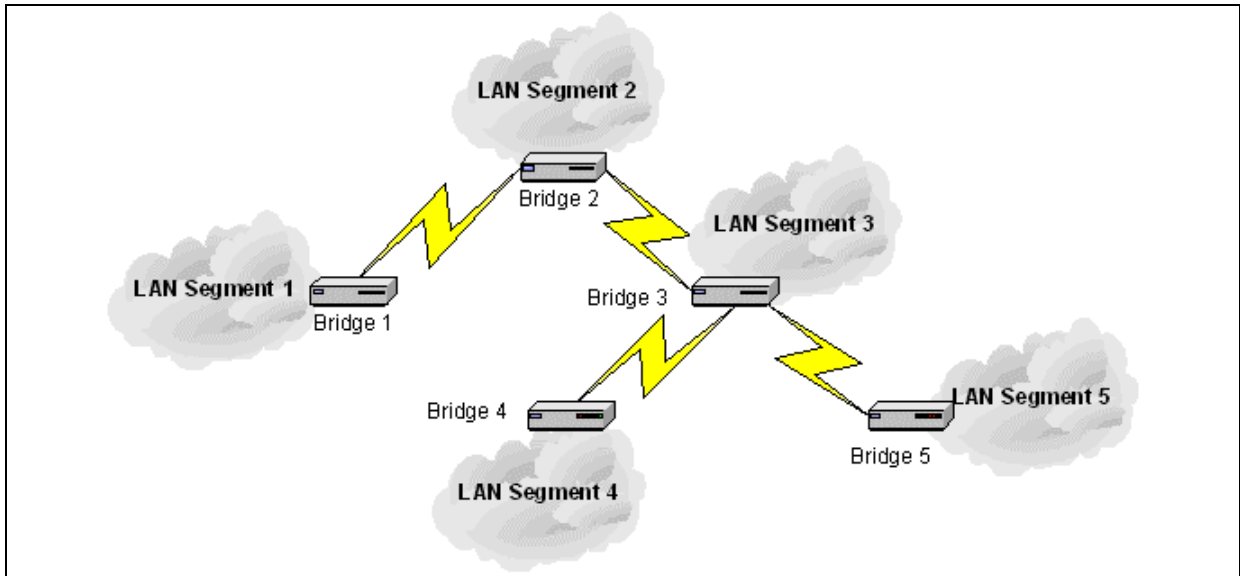 LAN Segment 2
Bridge 2
LAN Segment 3
LAN Segment 1
Bridge 3
Bridge 1
Bridge 4
LAN Segment 5
Bridge 5
LAN Segment 4